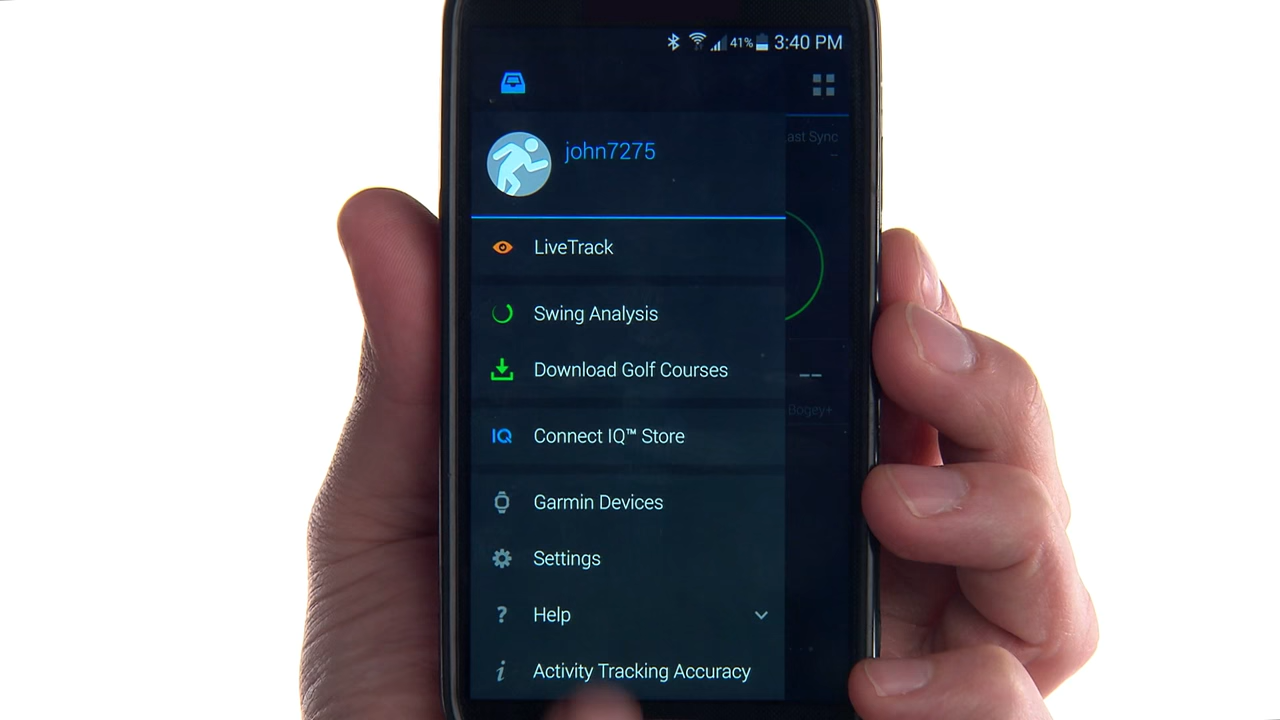 41% 3:40 PM
john7275
ast Sync
LiveTrack
Swing Analysis
Download Golf Courses
--
Bogey+
IQ Connect IQ™ Store
Garmin Devices
Settings
? Help
i Activity Tracking Accuracy